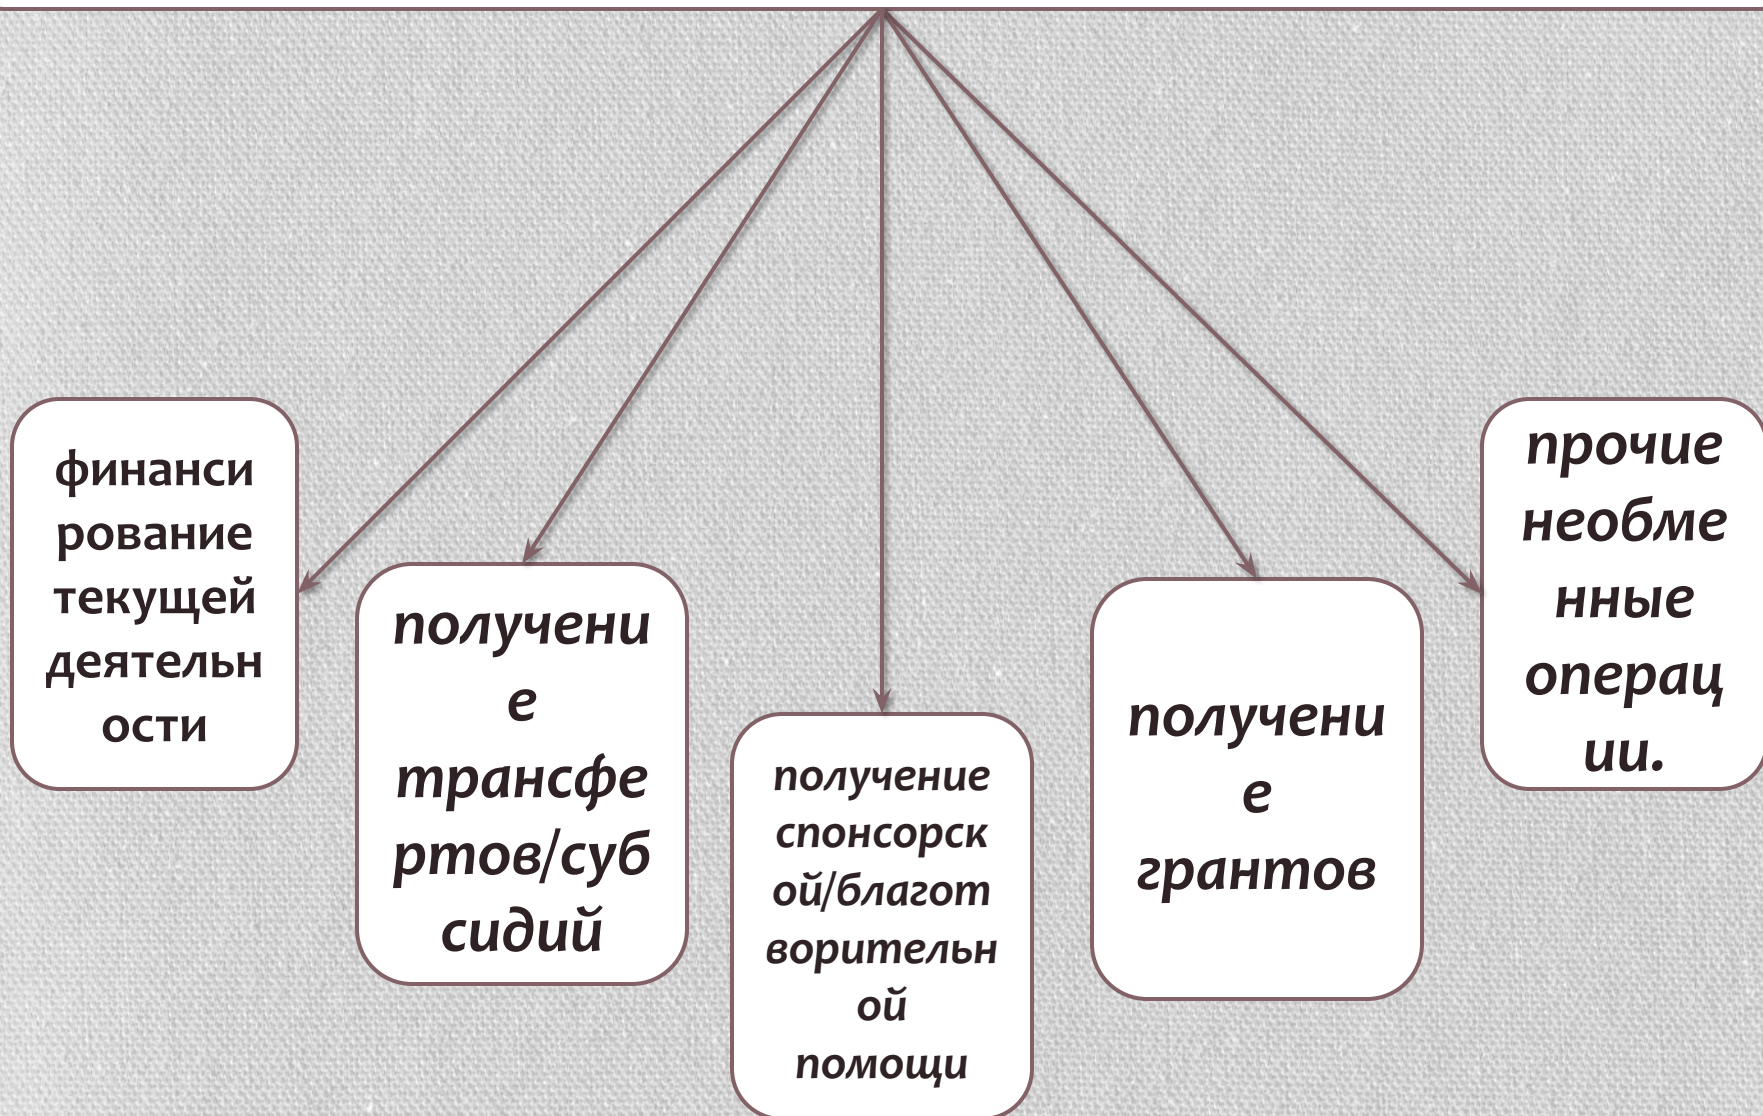 финанси
рование
текущей
деятельн
ости
получени
е
трансфе
ртов/суб
сидий
получение
спонсорск
ой/благот
ворительн
ой
помощи
получени
е
грантов
прочие
необме
нные
операц
ии.